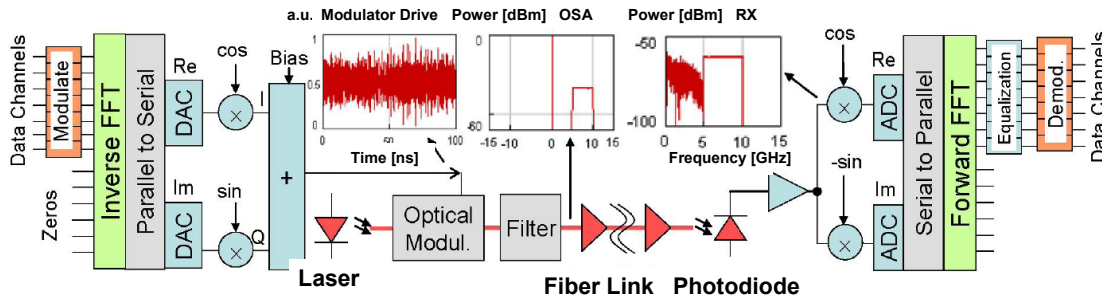 a.u. Modulator Drive Power [dBm] OSA Power [dBm] RX
1.0
0.5
0
0
100
Time [ns]
0
-60
-15 -10 0 10 15
-50
-100
0 5 10 15
Frequency [GHz]
Data Channels
Zeros
Modulate
Inverse FFT
Parallel to Serial
Re
DAC
Im
DAC
cos
×
I
sin
×
Q
Bias
+
Laser
Optical
Modul.
Filter
Fiber Link
Photodiode
cos
×
-sin
×
Re
ADC
Im
ADC
Serial to Parallel
Forward FFT
Equalization
Demod.
Data Channels